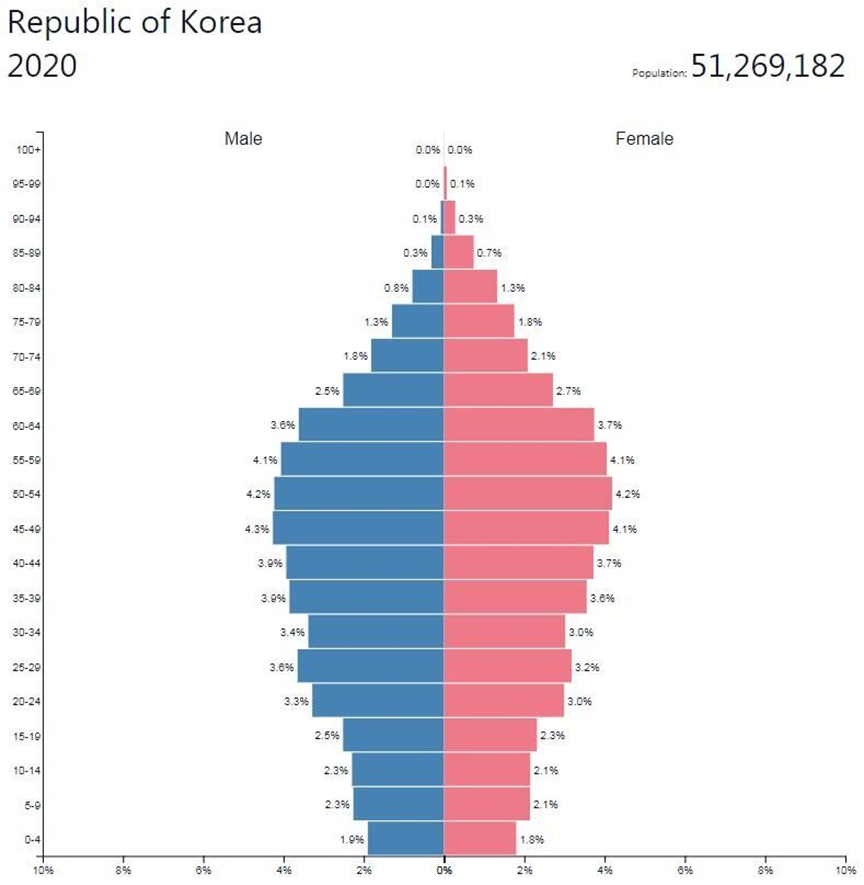 Republic of Korea
2020
Population: 51,269,182
Male Female
100+ 0.0% 0.0%
95-99 0.0% 0.1%
90-94 0.1% 0.3%
85-89 0.3% 0.7%
80-84 0.8% 1.3%
75-79 1.3% 1.8%
70-74 1.8% 2.1%
65-69 2.5% 2.7%
60-64 3.6% 3.7%
55-59 4.1% 4.1%
50-54 4.2% 4.2%
45-49 4.3% 4.1%
40-44 3.9% 3.7%
35-39 3.9% 3.6%
30-34 3.4% 3.0%
25-29 3.6% 3.2%
20-24 3.3% 3.0%
15-19 2.5% 2.3%
10-14 2.3% 2.1%
5-9 2.3% 2.1%
0-4 1.9% 1.8%
10% 8% 6% 4% 2% 0% 2% 4% 6% 8% 10%